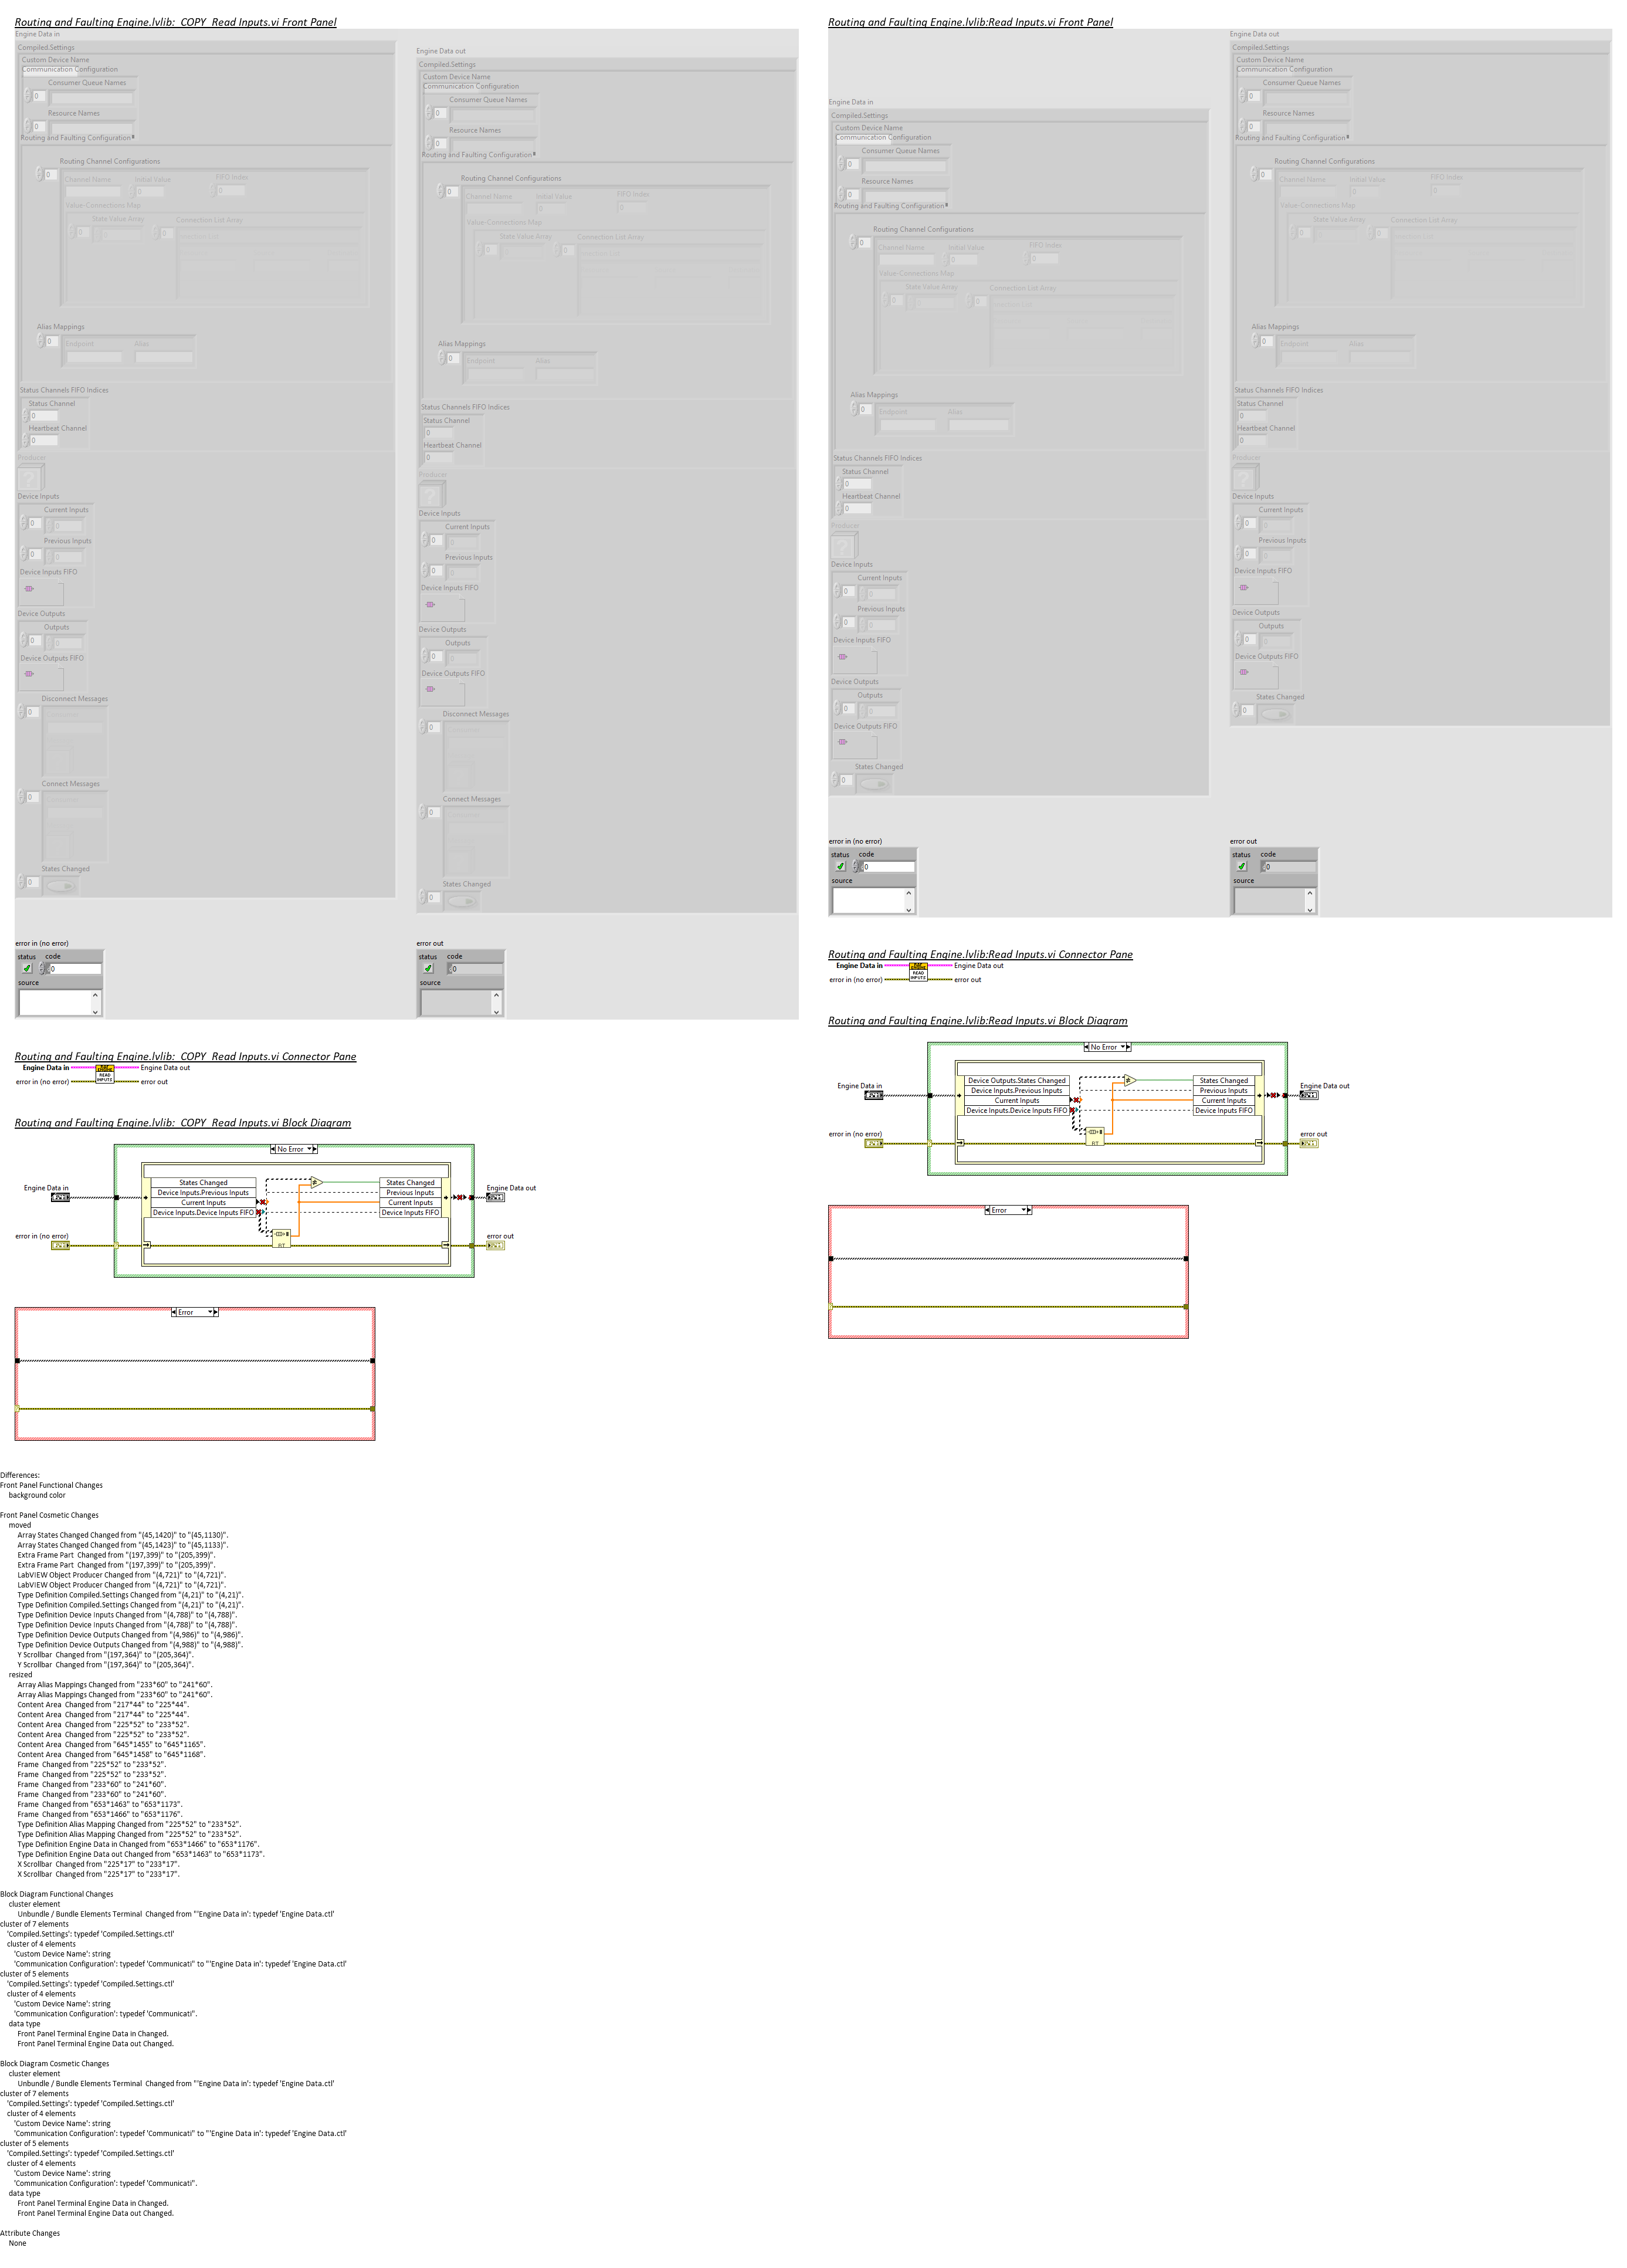 Routing and Faulting Engine.lvlib:_COPY_Read Inputs.vi Front Panel
Engine Data in
Compiled.Settings
Custom Device Name
Communication Configuration
Consumer Queue Names
0
Resource Names
0
Routing and Faulting Configuration
Routing Channel Configurations
0
Channel Name Initial Value FIFO Index
0 0
Value-Connections Map
State Value Array Connection List Array
0 0 0
Alias Mappings
0
Endpoint Alias
Status Channels FIFO Indices
Status Channel
0
Heartbeat Channel
0
Producer
?
Device Inputs
Current Inputs
0 0
Previous Inputs
0 0
Device Inputs FIFO
Device Outputs
Outputs
0 0
Device Outputs FIFO
Disconnect Messages
0
Connect Messages
0
States Changed
0
error in (no error)
status code
0
source
Engine Data out
Compiled.Settings
Custom Device Name
Communication Configuration
Consumer Queue Names
0
Resource Names
0
Routing and Faulting Configuration
Routing Channel Configurations
0
Channel Name Initial Value FIFO Index
0 0
Value-Connections Map
State Value Array Connection List Array
0 0 0
Alias Mappings
0
Endpoint Alias
Status Channels FIFO Indices
Status Channel
0
Heartbeat Channel
0
Producer
?
Device Inputs
Current Inputs
0 0
Previous Inputs
0 0
Device Inputs FIFO
Device Outputs
Outputs
0 0
Device Outputs FIFO
Disconnect Messages
0
Connect Messages
0
States Changed
0
error out
status code
0
source
Routing and Faulting Engine.lvlib:_COPY_Read Inputs.vi Connector Pane
Engine Data in Engine Data out
READ
INPUTS
error in (no error) error out
Routing and Faulting Engine.lvlib:_COPY_Read Inputs.vi Block Diagram
No Error
Engine Data in
States Changed
Device Inputs.Previous Inputs
Current Inputs
Device Inputs.Device Inputs FIFO
RT
States Changed
Previous Inputs
Current Inputs
Device Inputs FIFO
Engine Data out
error in (no error)
error out
Error
Routing and Faulting Engine.lvlib:Read Inputs.vi Front Panel
Engine Data in
Compiled.Settings
Custom Device Name
Communication Configuration
Consumer Queue Names
0
Resource Names
0
Routing and Faulting Configuration
Routing Channel Configurations
0
Channel Name Initial Value FIFO Index
0 0
Value-Connections Map
State Value Array Connection List Array
0 0 0
Alias Mappings
0
Endpoint Alias
Status Channels FIFO Indices
Status Channel
0
Heartbeat Channel
0
Producer
?
Device Inputs
Current Inputs
0 0
Previous Inputs
0 0
Device Inputs FIFO
Device Outputs
Outputs
0 0
Device Outputs FIFO
States Changed
0
error in (no error)
status code
0
source
Engine Data out
Compiled.Settings
Custom Device Name
Communication Configuration
Consumer Queue Names
0
Resource Names
0
Routing and Faulting Configuration
Routing Channel Configurations
0
Channel Name Initial Value FIFO Index
0 0
Value-Connections Map
State Value Array Connection List Array
0 0 0
Alias Mappings
0
Endpoint Alias
Status Channels FIFO Indices
Status Channel
0
Heartbeat Channel
0
Producer
?
Device Inputs
Current Inputs
0 0
Previous Inputs
0 0
Device Inputs FIFO
Device Outputs
Outputs
0 0
Device Outputs FIFO
States Changed
0
error out
status code
0
source
Routing and Faulting Engine.lvlib:Read Inputs.vi Connector Pane
Engine Data in Engine Data out
READ
INPUTS
error in (no error) error out
Routing and Faulting Engine.lvlib:Read Inputs.vi Block Diagram
No Error
Engine Data in
Device Outputs.States Changed
Device Inputs.Previous Inputs
Current Inputs
Device Inputs.Device Inputs FIFO
RT
States Changed
Previous Inputs
Current Inputs
Device Inputs FIFO
Engine Data out
error in (no error)
error out
Error
Differences:
Front Panel Functional Changes
background color
Front Panel Cosmetic Changes
moved
Array States Changed Changed from "(45,1420)" to "(45,1130)".
Array States Changed Changed from "(45,1423)" to "(45,1133)".
Extra Frame Part  Changed from "(197,399)" to "(205,399)".
Extra Frame Part  Changed from "(197,399)" to "(205,399)".
LabVIEW Object Producer Changed from "(4,721)" to "(4,721)".
LabVIEW Object Producer Changed from "(4,721)" to "(4,721)".
Type Definition Compiled.Settings Changed from "(4,21)" to "(4,21)".
Type Definition Compiled.Settings Changed from "(4,21)" to "(4,21)".
Type Definition Device Inputs Changed from "(4,788)" to "(4,788)".
Type Definition Device Inputs Changed from "(4,788)" to "(4,788)".
Type Definition Device Outputs Changed from "(4,986)" to "(4,986)".
Type Definition Device Outputs Changed from "(4,988)" to "(4,988)".
Y Scrollbar  Changed from "(197,364)" to "(205,364)".
Y Scrollbar  Changed from "(197,364)" to "(205,364)".
resized
Array Alias Mappings Changed from "233*60" to "241*60".
Array Alias Mappings Changed from "233*60" to "241*60".
Content Area  Changed from "217*44" to "225*44".
Content Area  Changed from "217*44" to "225*44".
Content Area  Changed from "225*52" to "233*52".
Content Area  Changed from "225*52" to "233*52".
Content Area  Changed from "645*1455" to "645*1165".
Content Area  Changed from "645*1458" to "645*1168".
Frame  Changed from "225*52" to "233*52".
Frame  Changed from "225*52" to "233*52".
Frame  Changed from "233*60" to "241*60".
Frame  Changed from "233*60" to "241*60".
Frame  Changed from "653*1463" to "653*1173".
Frame  Changed from "653*1466" to "653*1176".
Type Definition Alias Mapping Changed from "225*52" to "233*52".
Type Definition Alias Mapping Changed from "225*52" to "233*52".
Type Definition Engine Data in Changed from "653*1466" to "653*1176".
Type Definition Engine Data out Changed from "653*1463" to "653*1173".
X Scrollbar  Changed from "225*17" to "233*17".
X Scrollbar  Changed from "225*17" to "233*17".
Block Diagram Functional Changes
cluster element
Unbundle / Bundle Elements Terminal  Changed from "'Engine Data in': typedef 'Engine Data.ctl'
cluster of 7 elements
'Compiled.Settings': typedef 'Compiled.Settings.ctl'
cluster of 4 elements
'Custom Device Name': string
'Communication Configuration': typedef 'Communicati" to "'Engine Data in': typedef 'Engine Data.ctl'
cluster of 5 elements
'Compiled.Settings': typedef 'Compiled.Settings.ctl'
cluster of 4 elements
'Custom Device Name': string
'Communication Configuration': typedef 'Communicati".
data type
Front Panel Terminal Engine Data in Changed.
Front Panel Terminal Engine Data out Changed.
Block Diagram Cosmetic Changes
cluster element
Unbundle / Bundle Elements Terminal  Changed from "'Engine Data in': typedef 'Engine Data.ctl'
cluster of 7 elements
'Compiled.Settings': typedef 'Compiled.Settings.ctl'
cluster of 4 elements
'Custom Device Name': string
'Communication Configuration': typedef 'Communicati" to "'Engine Data in': typedef 'Engine Data.ctl'
cluster of 5 elements
'Compiled.Settings': typedef 'Compiled.Settings.ctl'
cluster of 4 elements
'Custom Device Name': string
'Communication Configuration': typedef 'Communicati".
data type
Front Panel Terminal Engine Data in Changed.
Front Panel Terminal Engine Data out Changed.
Attribute Changes
None